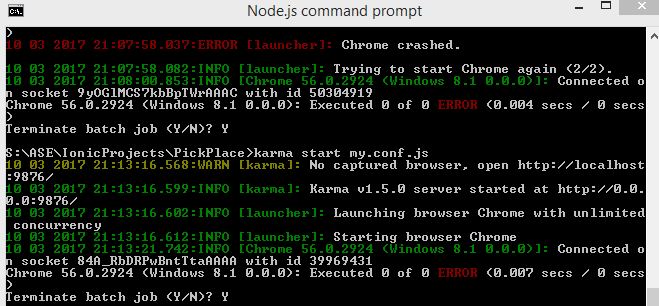 Node.js command prompt
)
10 03 2017 21:07:58.037:ERROR [launcher]: Chrome crashed.
10 03 2017 21:07:58.082:INFO [launcher]: Trying to start Chrome again (2/2).
10 03 2017 21:08:00.853:INFO [Chrome 56.0.2924 (Windows 8.1 0.0.0)]: Connected o
n socket 9yOGlMCS7kbBpTWrAAAC with id 50304919
Chrome 56.0.2924 (Windows 8.1 0.0.0): Executed 0 of 0 ERROR (0.004 secs / 0 secs
)
Terminate batch job (Y/N)? Y
S:\ASE\IonicProjects\PickPlace>karma start my.conf.js
10 03 2017 21:13:16.568:WARN [karma]: No captured browser, open http://localhost
:9876/
10 03 2017 21:13:16.599:INFO [karma]: Karma v1.5.0 server started at http://0.0.
0.0:9876/
10 03 2017 21:13:16.602:INFO [launcher]: Launching browser Chrome with unlimited
 concurrency
10 03 2017 21:13:16.612:INFO [launcher]: Starting browser Chrome
10 03 2017 21:13:21.742:INFO [Chrome 56.0.2924 (Windows 8.1 0.0.0)]: Connected o
n socket 84A_RbDRPwBntTtaAAAA with id 39969431
Chrome 56.0.2924 (Windows 8.1 0.0.0): Executed 0 of 0 ERROR (0.007 secs / 0 secs
)
Terminate batch job (Y/N)? Y